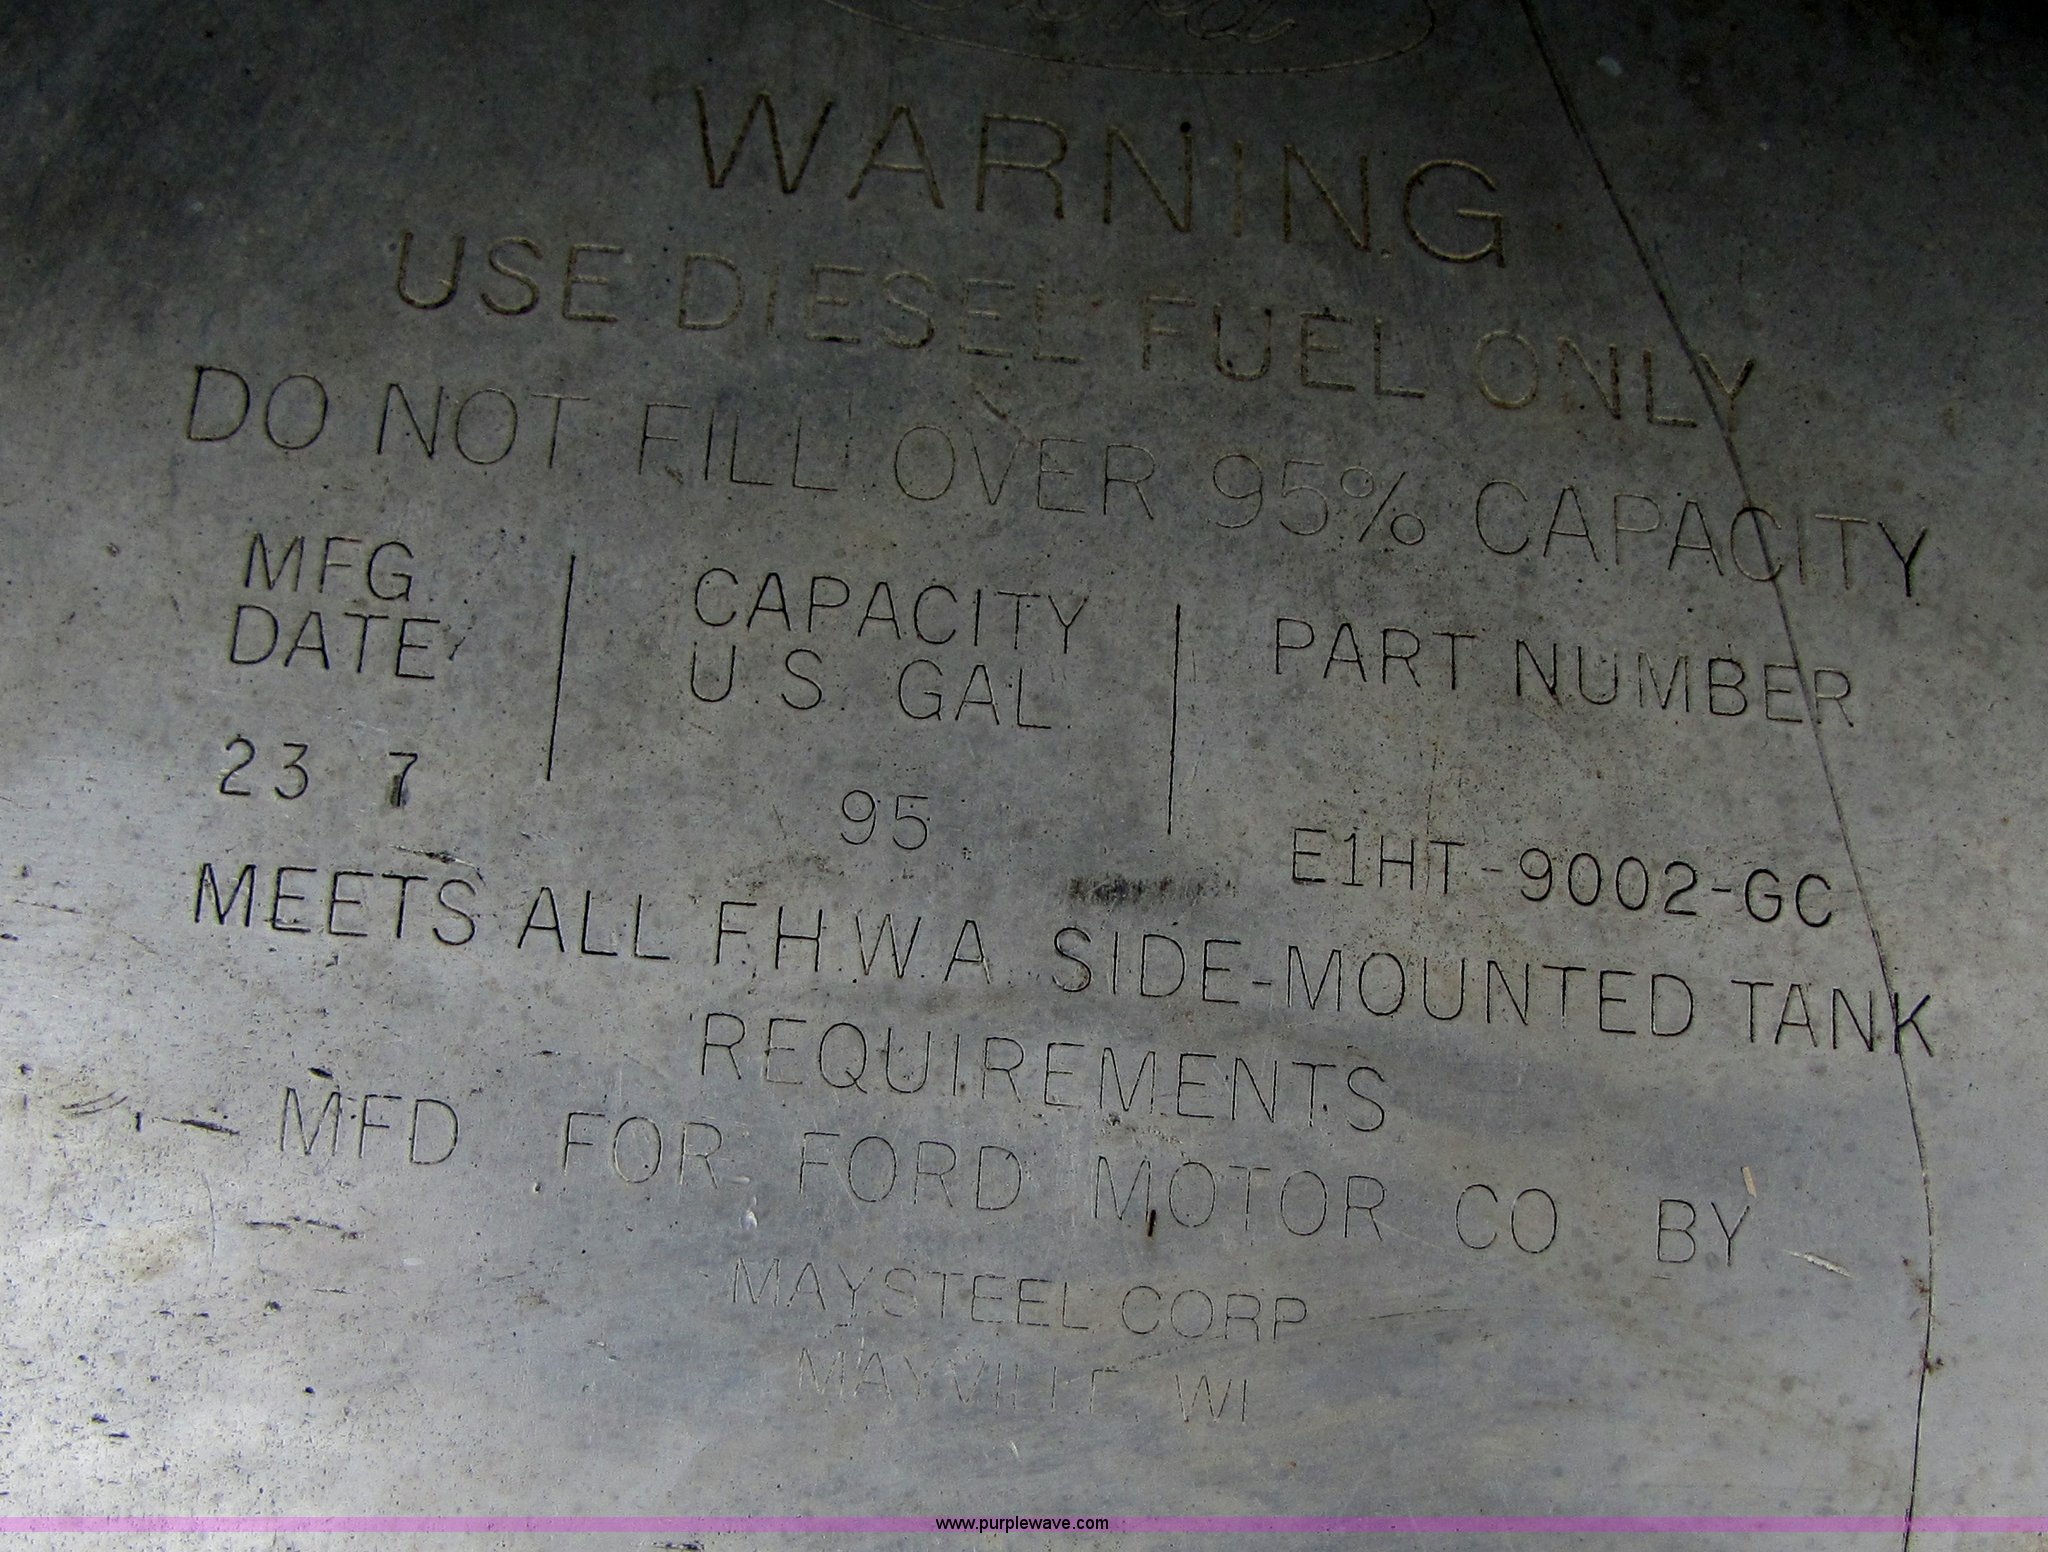 Ford
WARNING
USE DIESEL FUEL ONLY
DO NOT FILL OVER 95% CAPACITY
MFG. DATE
CAPACITY U.S. GAL.
PART NUMBER
23 7
95
E1HT-9002-GC
MEETS ALL F.H.W.A. SIDE-MOUNTED TANK
REQUIREMENTS
MFD FOR FORD MOTOR CO BY
MAYSTEEL CORP.
MAYVILLE, WI
www.purplewave.com